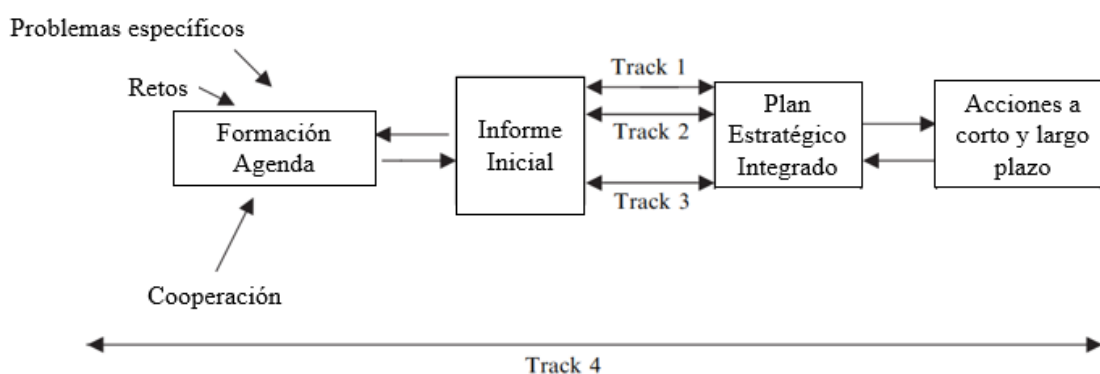 Problemas específicos
Retos
Formación
Agenda
Cooperación
Informe
Inicial
Track 1
Track 2
Track 3
Plan
Estratégico
Integrado
Acciones a
corto y largo
plazo
Track 4